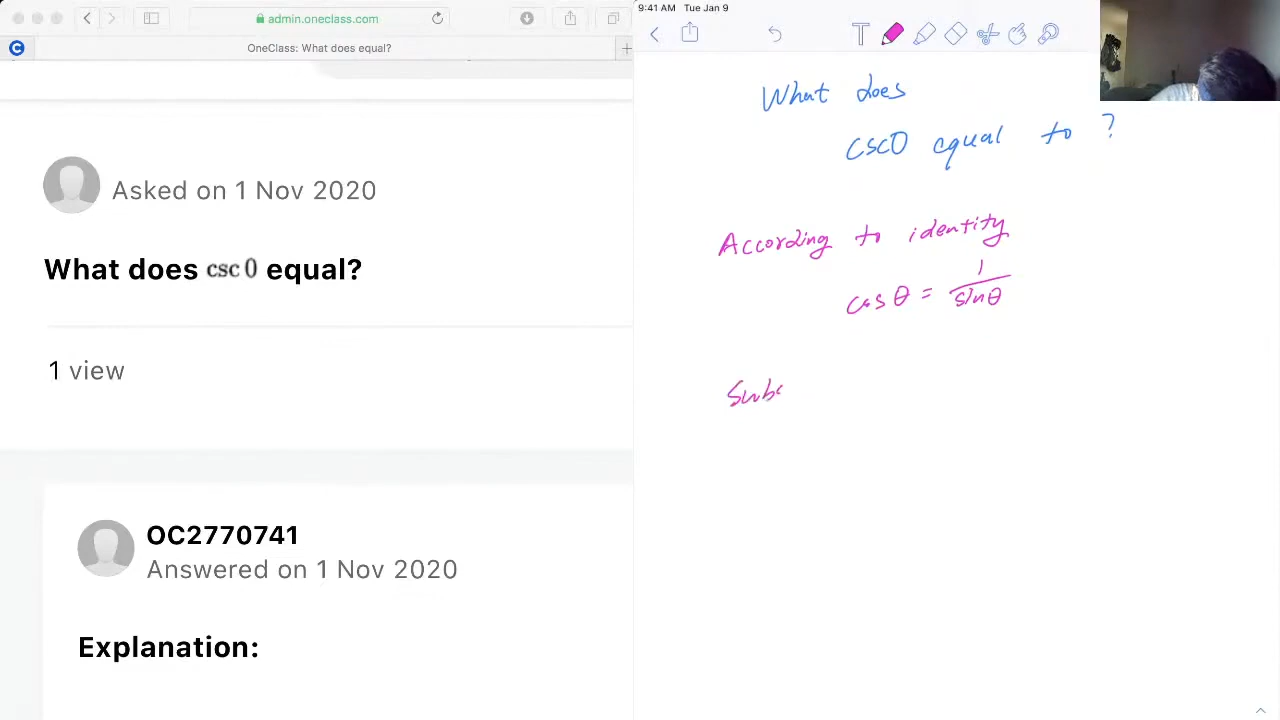 admin.oneclass.com
OneClass: What does equal?
Asked on 1 Nov 2020
What does csc 0 equal?
1 view
OC2770741
Answered on 1 Nov 2020
Explanation:
9:41 AM Tue Jan 9
T
What does
csc0 equal to ?
According to identity
cos θ = 1/sinθ
Subs